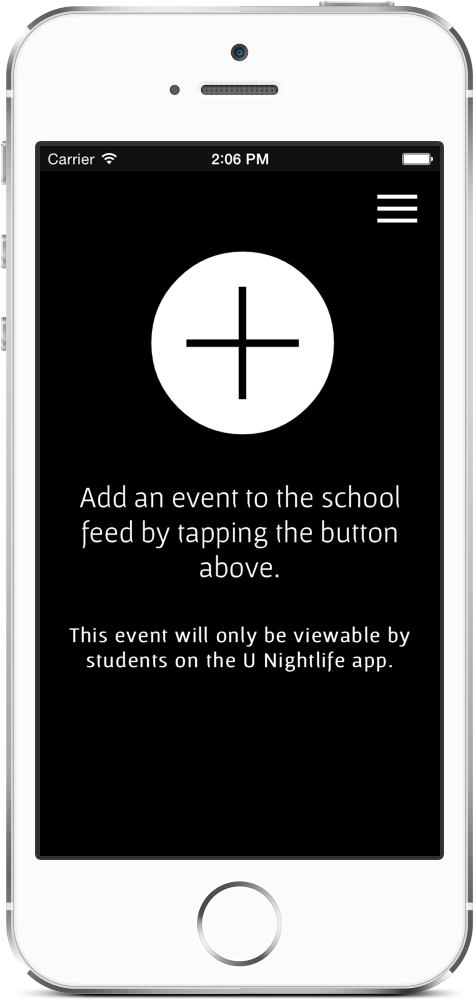 Carrier 2:06 PM
Add an event to the school
feed by tapping the button
above.
This event will only be viewable by
students on the U Nightlife app.